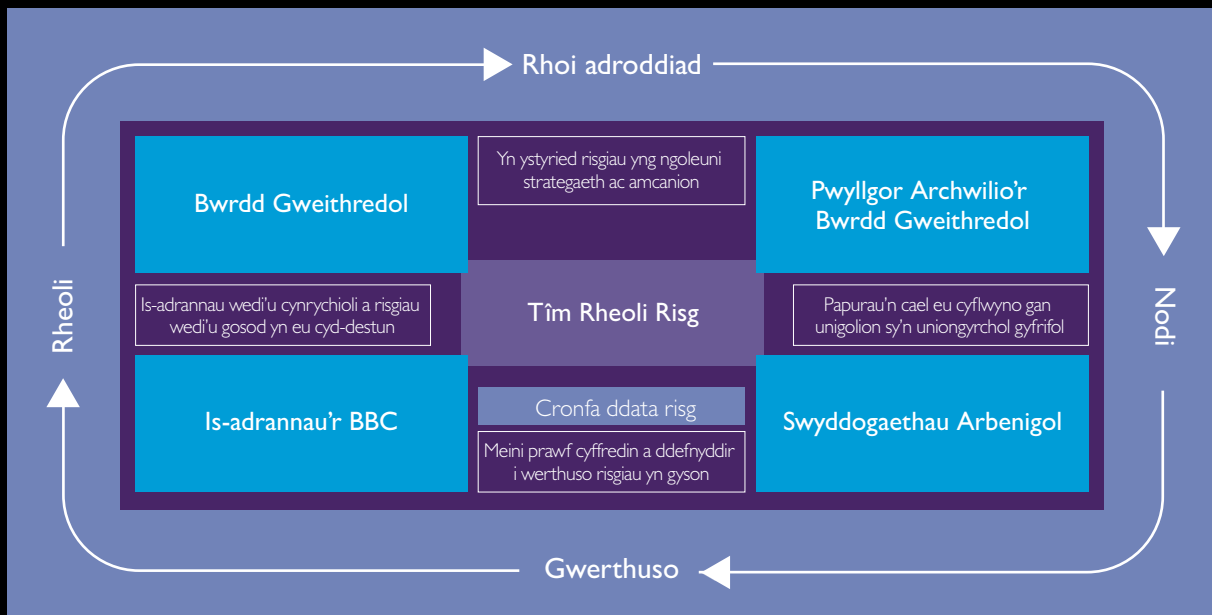 Rhoi adroddiad
Bwrdd Gweithredol
Yn ystyried risgiau yng ngoleuni
strategaeth ac amcanion
Pwyllgor Archwilio’r
Bwrdd Gweithredol
Rheoli
Is-adrannau wedi’u cynrychioli a risgiau
wedi’u gosod yn eu cyd-destun
Tîm Rheoli Risg
Papurau’n cael eu cyflwyno gan
unigolion sy’n uniongyrchol gyfrifol
Nodi
Is-adrannau’r BBC
Cronfa ddata risg
Meini prawf cyffredin a ddefnyddir
i werthuso risgiau yn gyson
Swyddogaethau Arbenigol
Gwerthuso